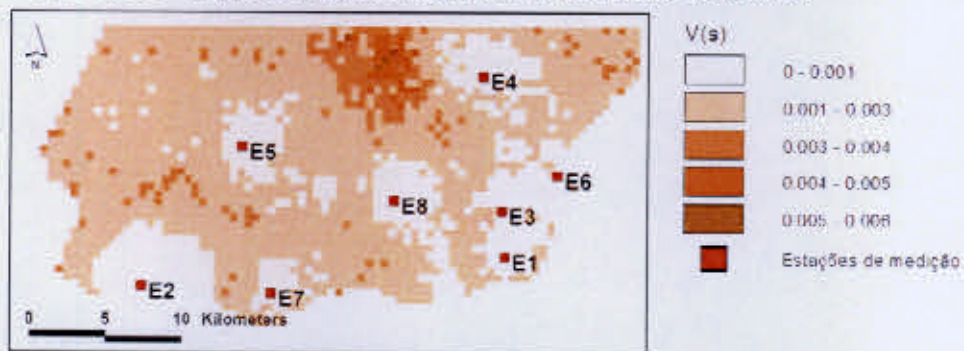 V(s)
N
0 - 0.001
E4
0.001 - 0.003
E5
0.003 - 0.004
E6
E8
0.004 - 0.005
E3
0.005 - 0.006
E1
Estações de medição
E2
E7
0 5 10 Kilometers